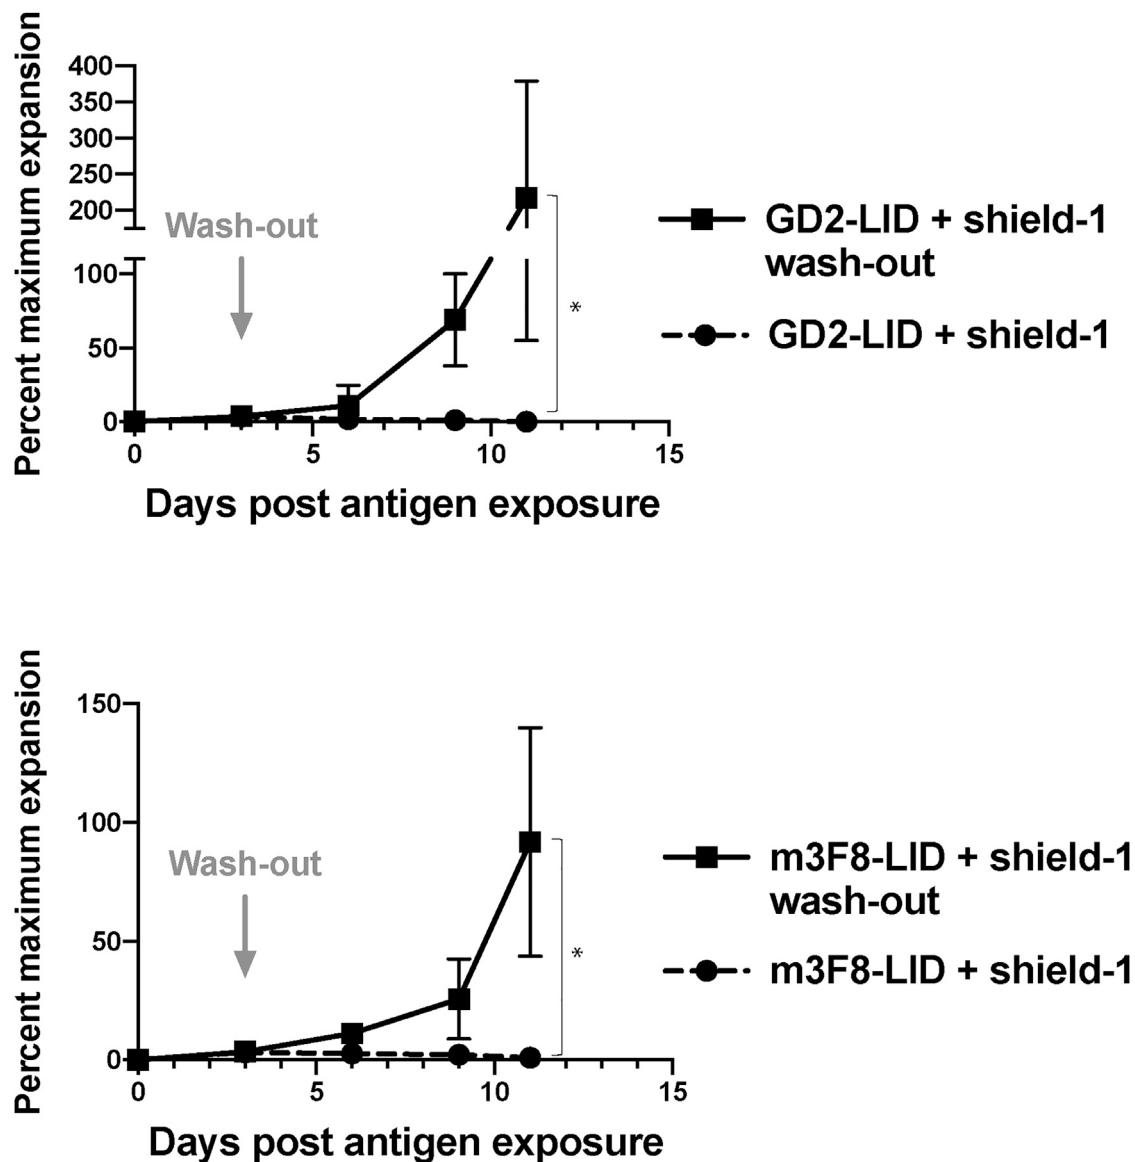 Percent maximum expansion
400
350
300
250
200
100
50
0
Wash-out
*
0 5 10 15
Days post antigen exposure
GD2-LID + shield-1
wash-out
GD2-LID + shield-1
Percent maximum expansion
150
100
50
0
Wash-out
*
0 5 10 15
Days post antigen exposure
m3F8-LID + shield-1
wash-out
m3F8-LID + shield-1